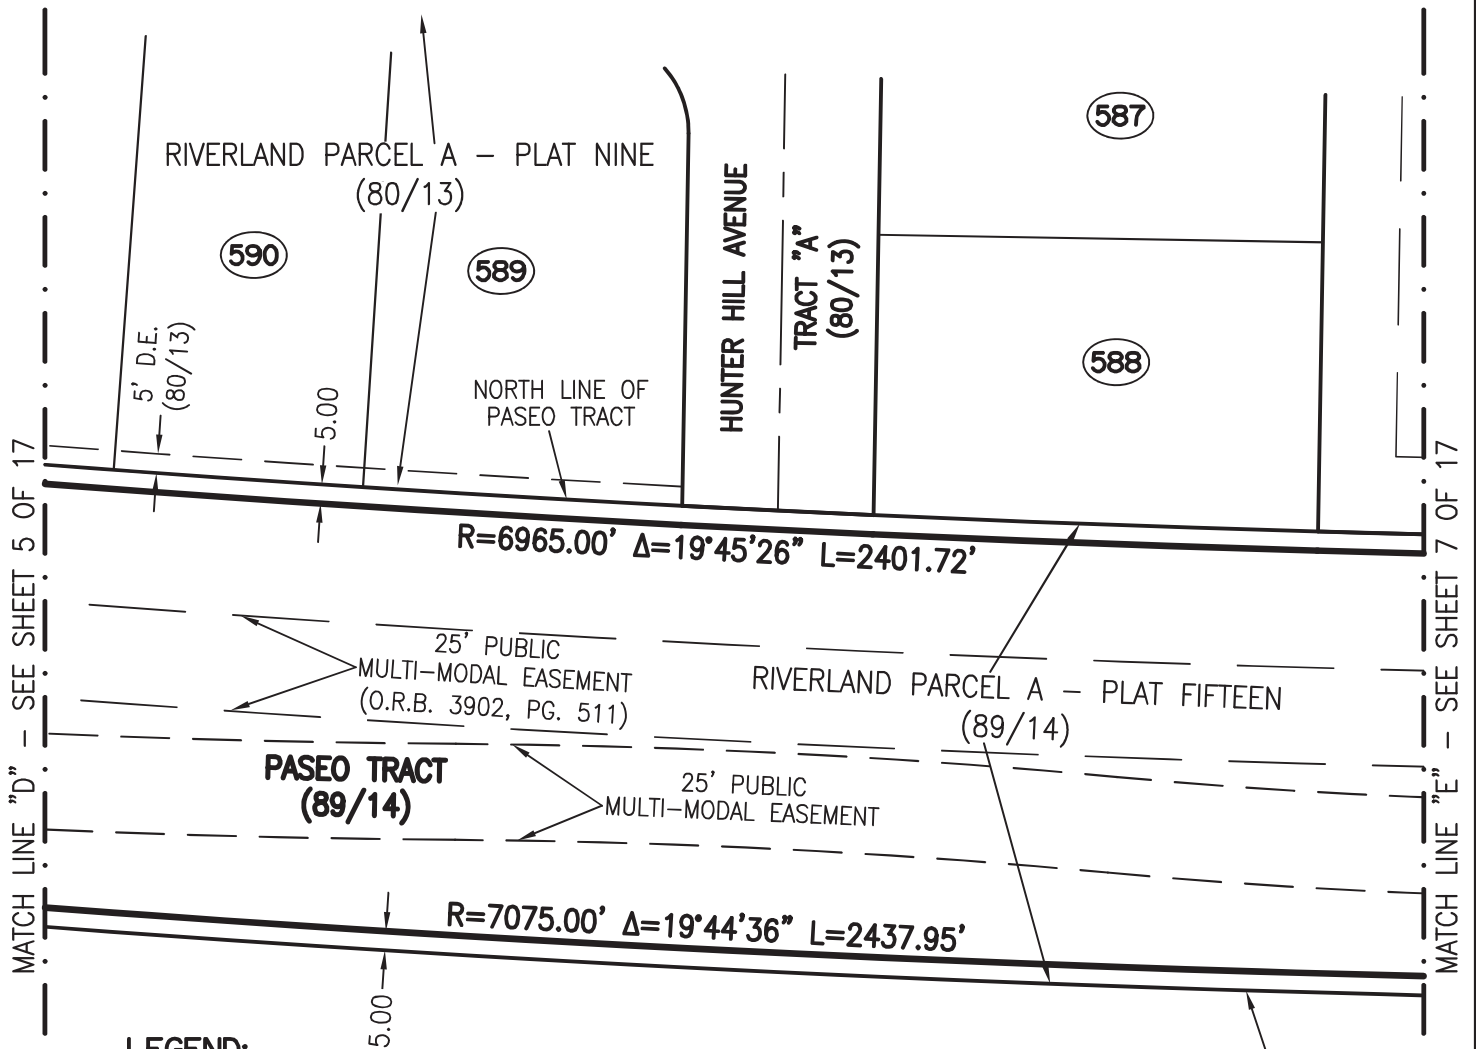 RIVERLAND PARCEL A - PLAT NINE
(80/13)
587
590
589
HUNTER HILL AVENUE
TRACT "A"
(80/13)
588
5' D.E.
(80/13)
5.00
NORTH LINE OF
PASEO TRACT
R=6965.00' Δ=19°45'26" L=2401.72'
MATCH LINE "D" - SEE SHEET 5 OF 17
MATCH LINE "E" - SEE SHEET 7 OF 17
25' PUBLIC
MULTI-MODAL EASEMENT
(O.R.B. 3902, PG. 511)
RIVERLAND PARCEL A - PLAT FIFTEEN
(89/14)
PASEO TRACT
(89/14)
25' PUBLIC
MULTI-MODAL EASEMENT
R=7075.00' Δ=19°44'36" L=2437.95'
5.00
LEGEND: